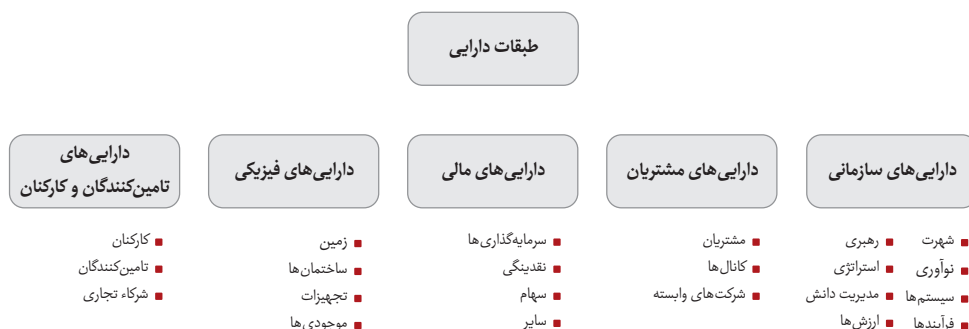 طبقات دارایی
دارایی‌های سازمانی
شهرت
نوآوری
سیستم‌ها
فرآیندها
رهبری
استراتژی
مدیریت دانش
ارزش‌ها
دارایی‌های مشتریان
مشتریان
کانال‌ها
شرکت‌های وابسته
دارایی‌های مالی
سرمایه‌گذاری‌ها
نقدینگی
سهام
سایر
دارایی‌های فیزیکی
زمین
ساختمان‌ها
تجهیزات
موجودی‌ها
دارایی‌های
تامین‌کنندگان و کارکنان
کارکنان
تامین‌کنندگان
شرکاء تجاری